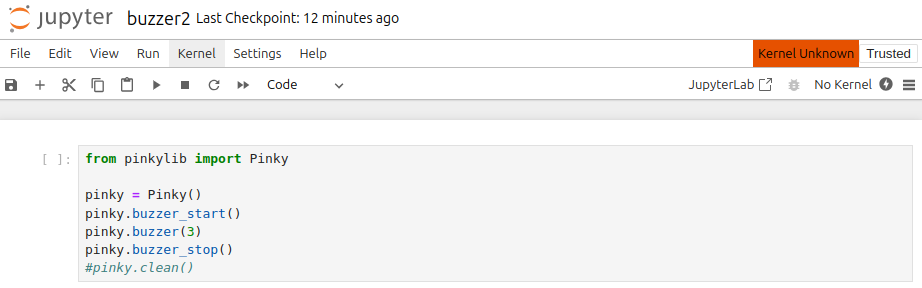 jupyter buzzer2 Last Checkpoint: 12 minutes ago
File Edit View Run Kernel Settings Help Kernel Unknown Trusted
Code JupyterLab No Kernel
[ ]: from pinkylib import Pinky
pinky = Pinky()
pinky.buzzer_start()
pinky.buzzer(3)
pinky.buzzer_stop()
#pinky.clean()